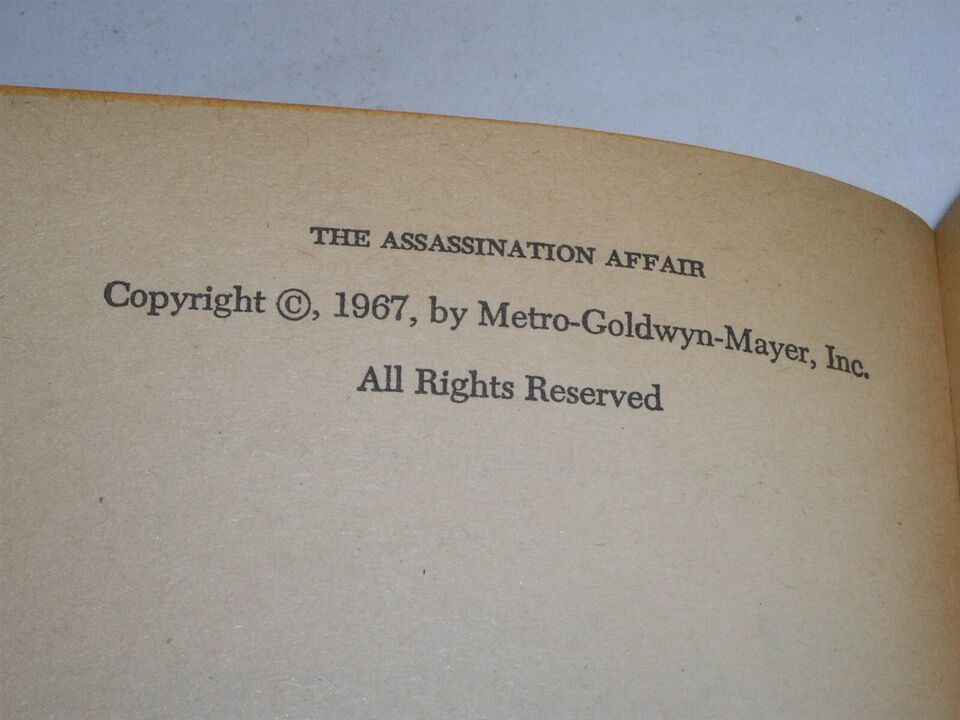 THE ASSASSINATION AFFAIR
Copyright ©, 1967, by Metro-Goldwyn-Mayer, Inc.
All Rights Reserved